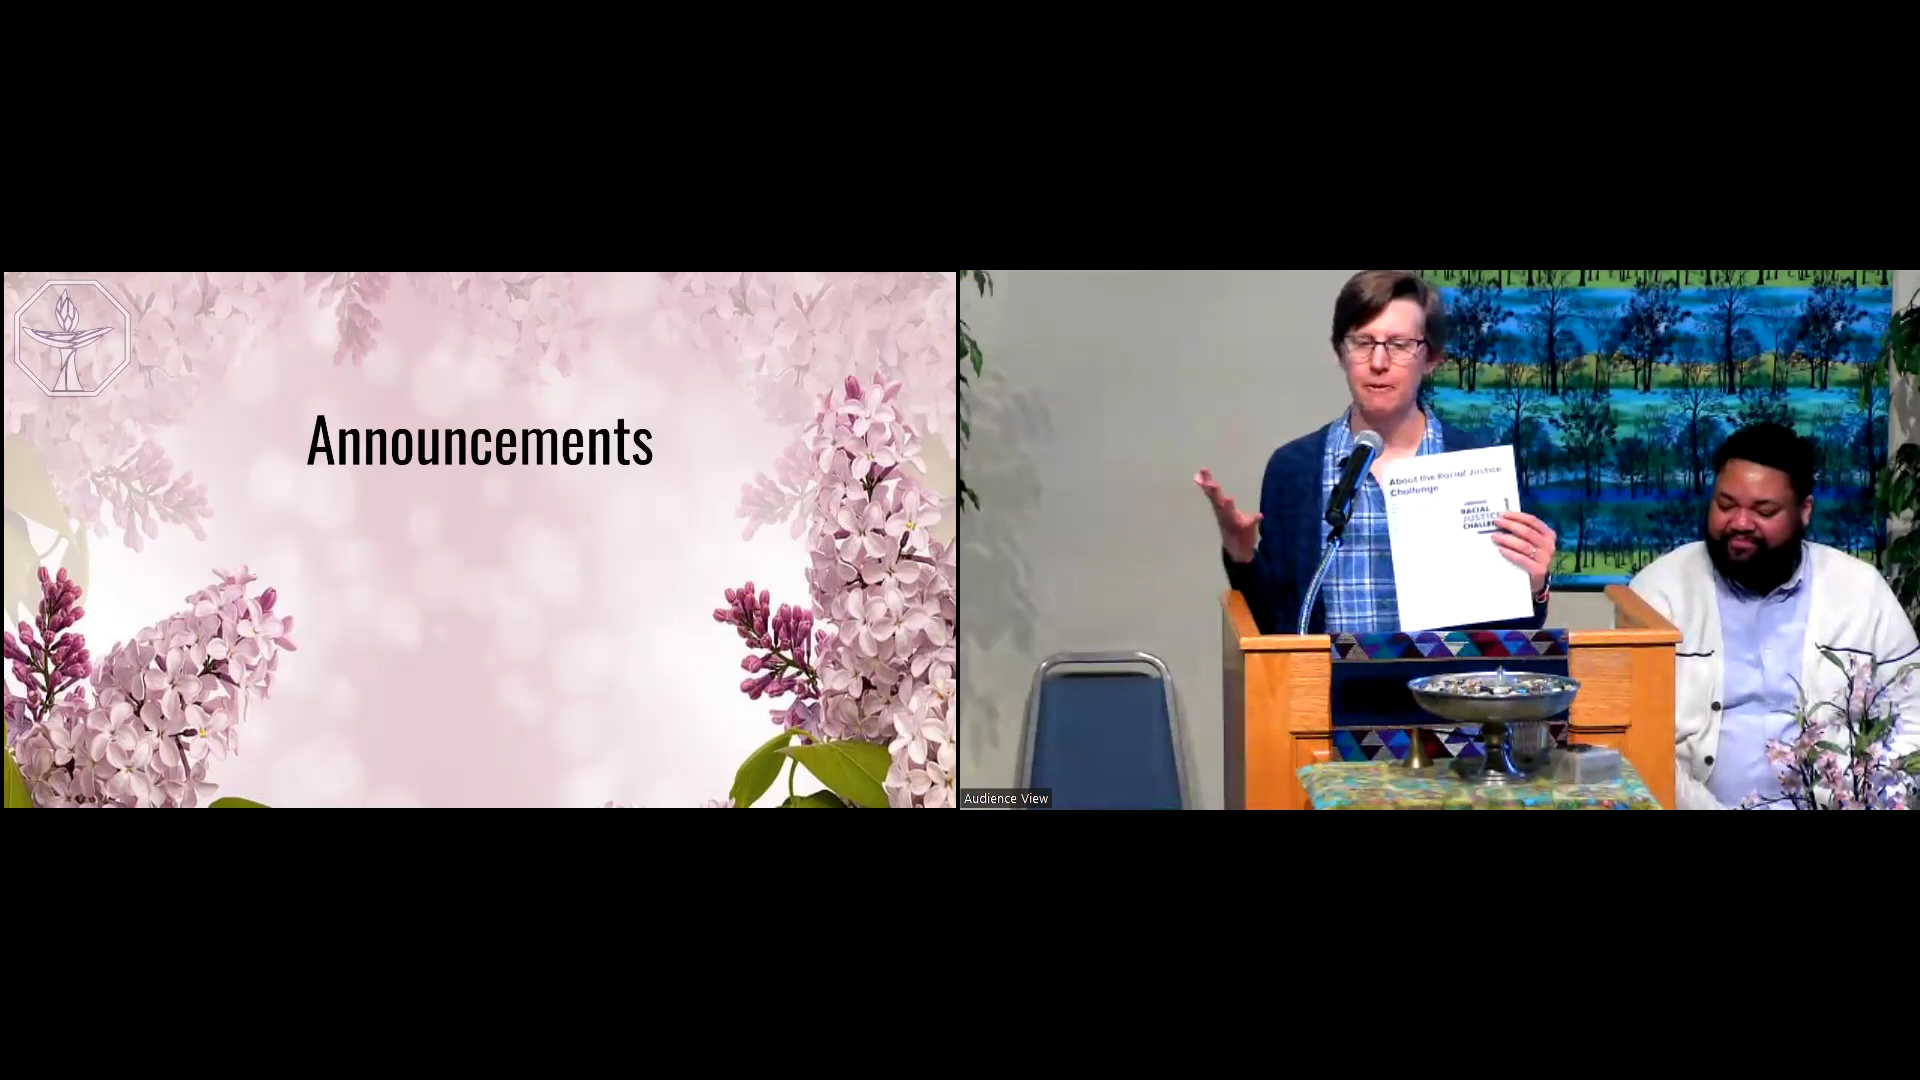 Announcements
About the Racial Justice
Challenge
RACIAL
JUSTICE
Audience View